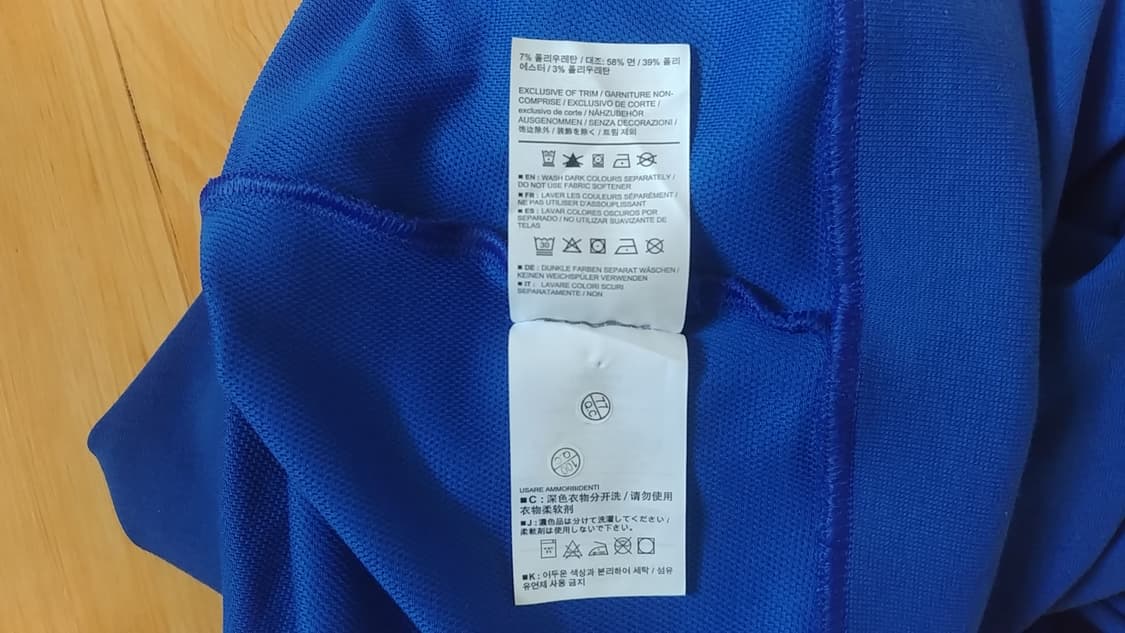 7% 폴리우레탄 / 대조: 58% 면 / 39% 폴리
에스터 / 3% 폴리우레탄
EXCLUSIVE OF TRIM / GARNITURE NON-
COMPRISE / EXCLUSIVO DE CORTE /
exclusivo de corte / NÄHZUBEHÖR
AUSGENOMMEN / SENZA DECORAZIONI /
饰边除外 / 装飾を除く / 트림 제외
■ EN : WASH DARK COLOURS SEPARATELY /
DO NOT USE FABRIC SOFTENER
■ FR : LAVER LES COULEURS SÉPARÉMENT /
NE PAS UTILISER D'ASSOUPLISSANT
■ ES : LAVAR COLORES OSCUROS POR
SEPARADO / NO UTILIZAR SUAVIZANTE DE
TELAS
30
■ DE : DUNKLE FARBEN SEPARAT WASCHEN /
KEINEN WEICHSPÜLER VERWENDEN
■ IT : LAVARE COLORI SCURI
SEPARATAMENTE / NON
77
QC
100
QC
USARE AMMORBIDENTI
■C : 深色衣物分开洗 / 请勿使用
衣物柔软剂
■J : 濃色品は分けて洗濯してください /
柔軟剤は使用しないで下さい。
■K : 어두운 색상과 분리하여 세탁 / 섬유
유연제 사용 금지